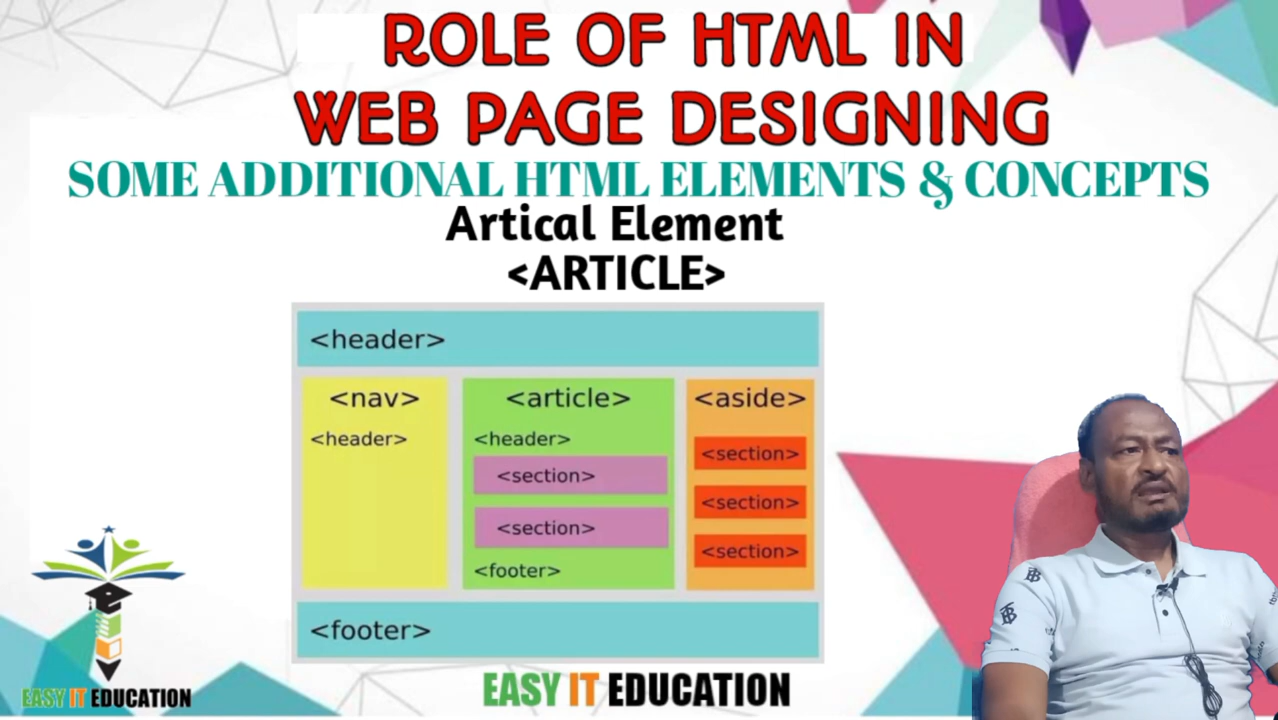 ROLE OF HTML IN
WEB PAGE DESIGNING
SOME ADDITIONAL HTML ELEMENTS & CONCEPTS
Artical Element
<ARTICLE>
<header>
<nav>
<header>
<article>
<header>
<section>
<section>
<footer>
<aside>
<section>
<section>
<section>
<footer>
EASY IT EDUCATION
EASY IT EDUCATION